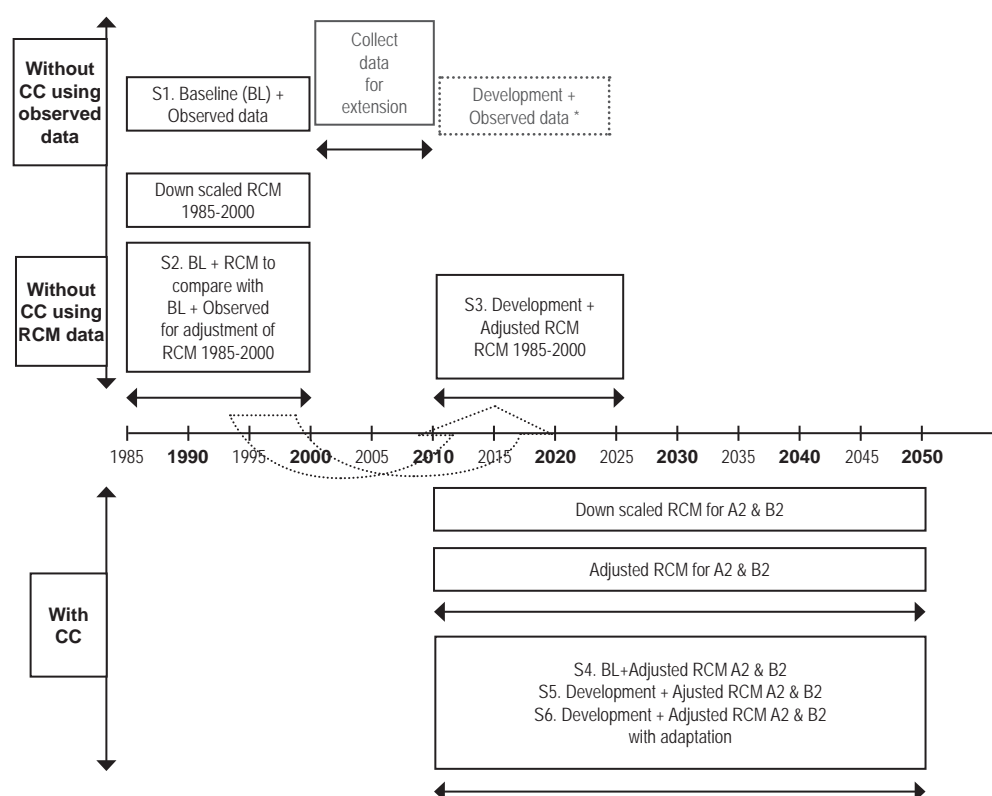 Without
CC using
observed
data
S1. Baseline (BL) +
Observed data
Collect
data
for
extension
Development +
Observed data *
Down scaled RCM
1985-2000
Without
CC using
RCM data
S2. BL + RCM to
compare with
BL + Observed
for adjustment of
RCM 1985-2000
S3. Development +
Adjusted RCM
RCM 1985-2000
1985 1990 1995 2000 2005 2010 2015 2020 2025 2030 2035 2040 2045 2050
With
CC
Down scaled RCM for A2 & B2
Adjusted RCM for A2 & B2
S4. BL+Adjusted RCM A2 & B2
S5. Development + Ajusted RCM A2 & B2
S6. Development + Adjusted RCM A2 & B2
with adaptation